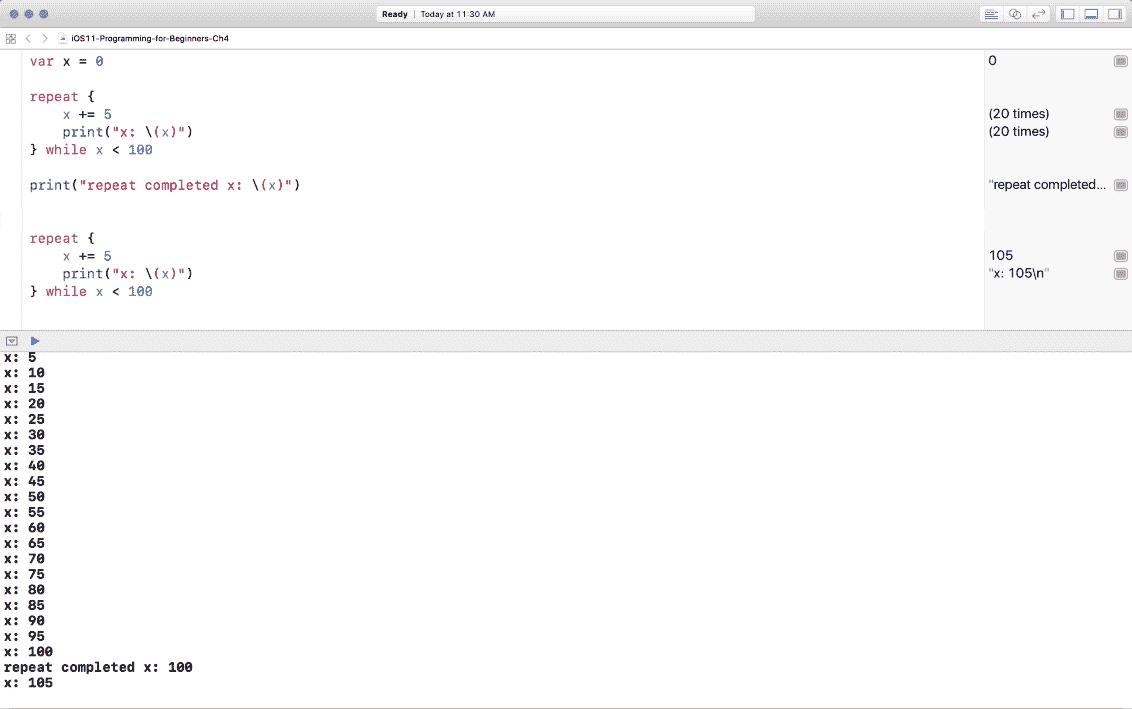 Ready | Today at 11:30 AM
iOS11-Programming-for-Beginners-Ch4
var x = 0
0
repeat {
x += 5
(20 times)
print("x: \(x)")
(20 times)
} while x < 100
print("repeat completed x: \(x)")
"repeat completed...
repeat {
x += 5
105
print("x: \(x)")
"x: 105\n"
} while x < 100
x: 5
x: 10
x: 15
x: 20
x: 25
x: 30
x: 35
x: 40
x: 45
x: 50
x: 55
x: 60
x: 65
x: 70
x: 75
x: 80
x: 85
x: 90
x: 95
x: 100
repeat completed x: 100
x: 105